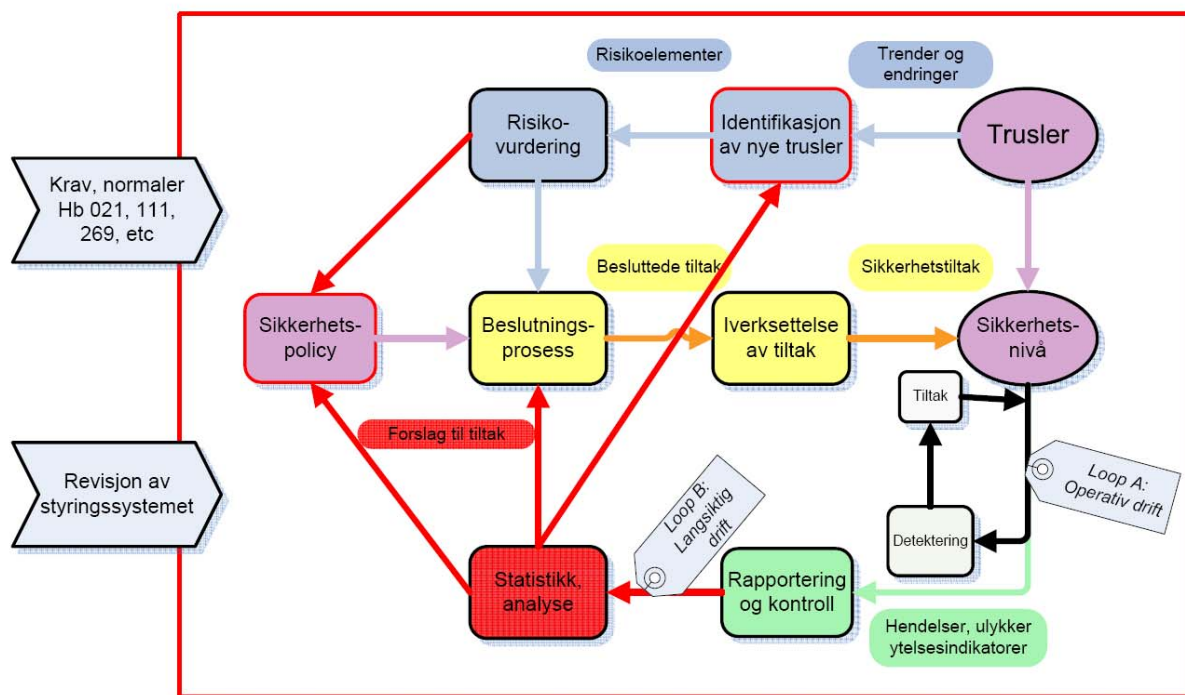 Risikoelementer
Trender og
endringer
Risiko-
vurdering
Identifikasjon
av nye trusler
Trusler
Krav, normaler
Hb 021, 111,
269, etc
Besluttede tiltak
Sikkerhetstiltak
Sikkerhets-
policy
Beslutnings-
prosess
Iverksettelse
av tiltak
Sikkerhets-
nivå
Tiltak
Forslag til tiltak
Loop A:
Operativ drift
Revisjon av
styringssystemet
Loop B:
Langsiktig
drift
Detektering
Statistikk,
analyse
Rapportering
og kontroll
Hendelser, ulykker
ytelsesindikatorer